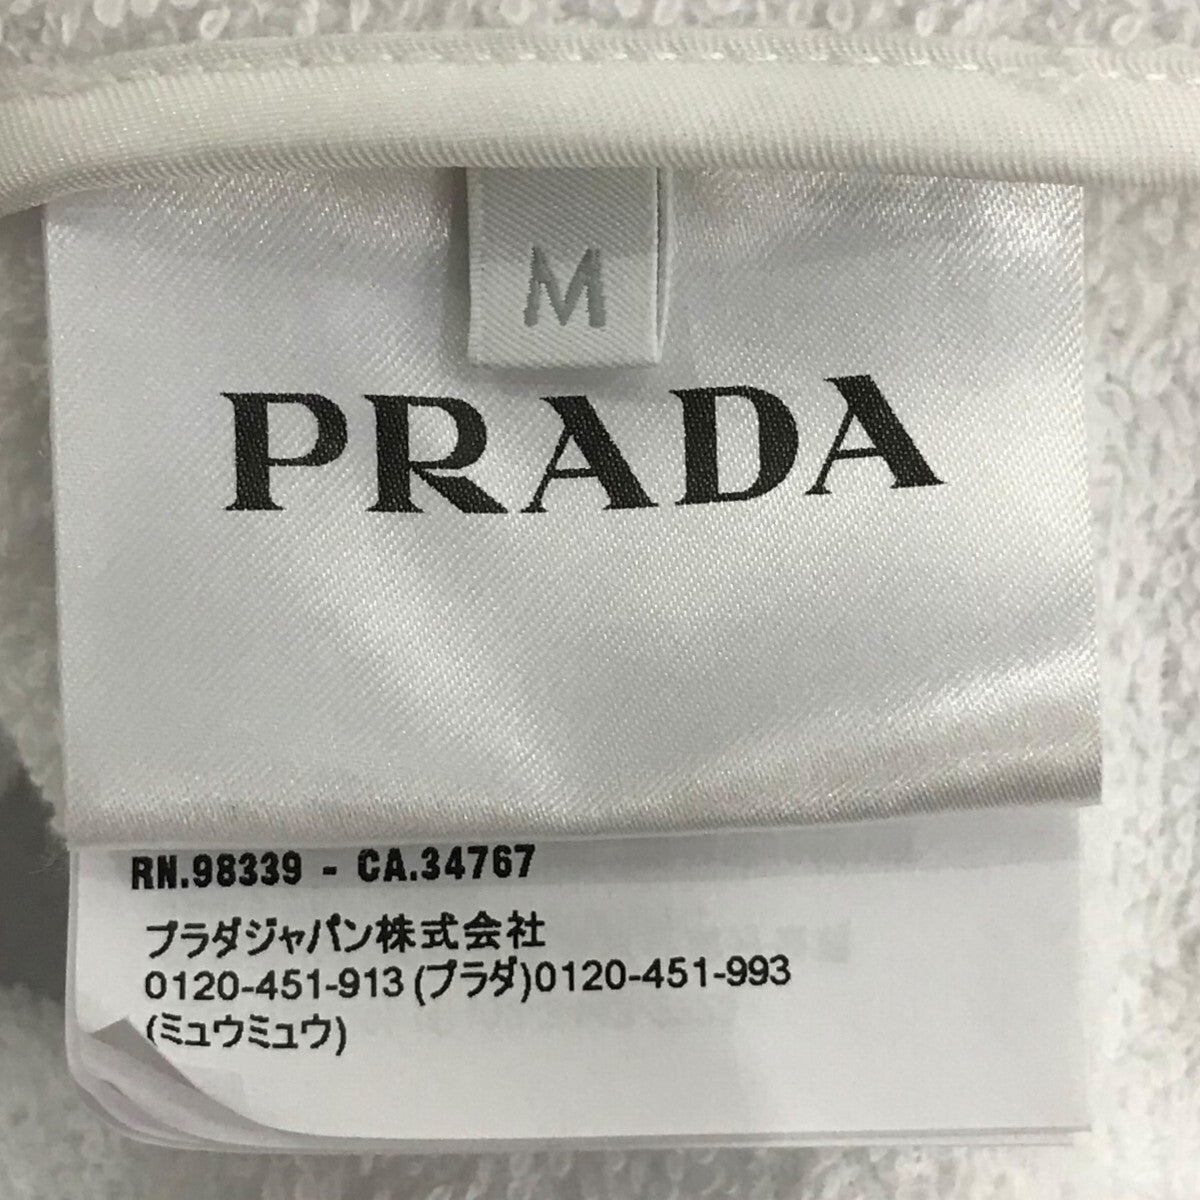 M
PRADA
RN.98339 - CA.34767
プラダジャパン株式会社
0120-451-913 (プラダ)0120-451-993
(ミュウミュウ)